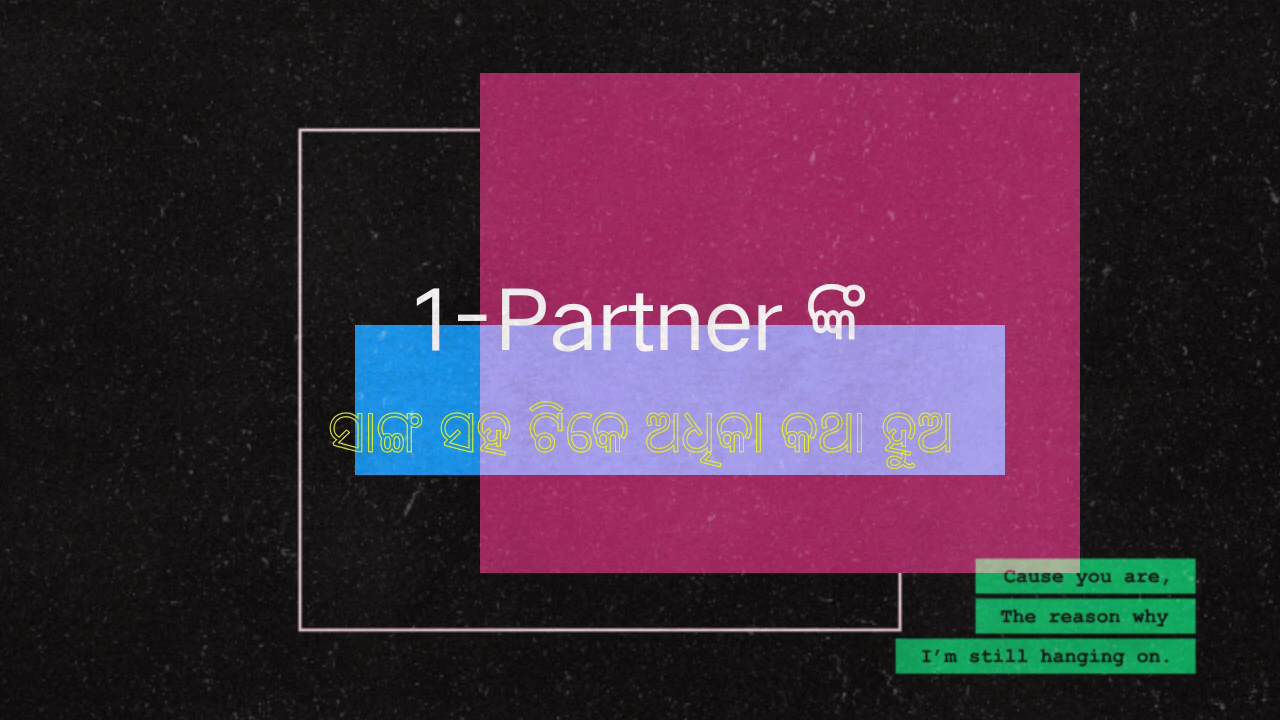 1-Partner ଙ୍କ
ସାଙ୍ଗ ସହ ଟିକେ ଅଧିକା କଥା ହୁଅ
Cause you are,
The reason why
I'm still hanging on.